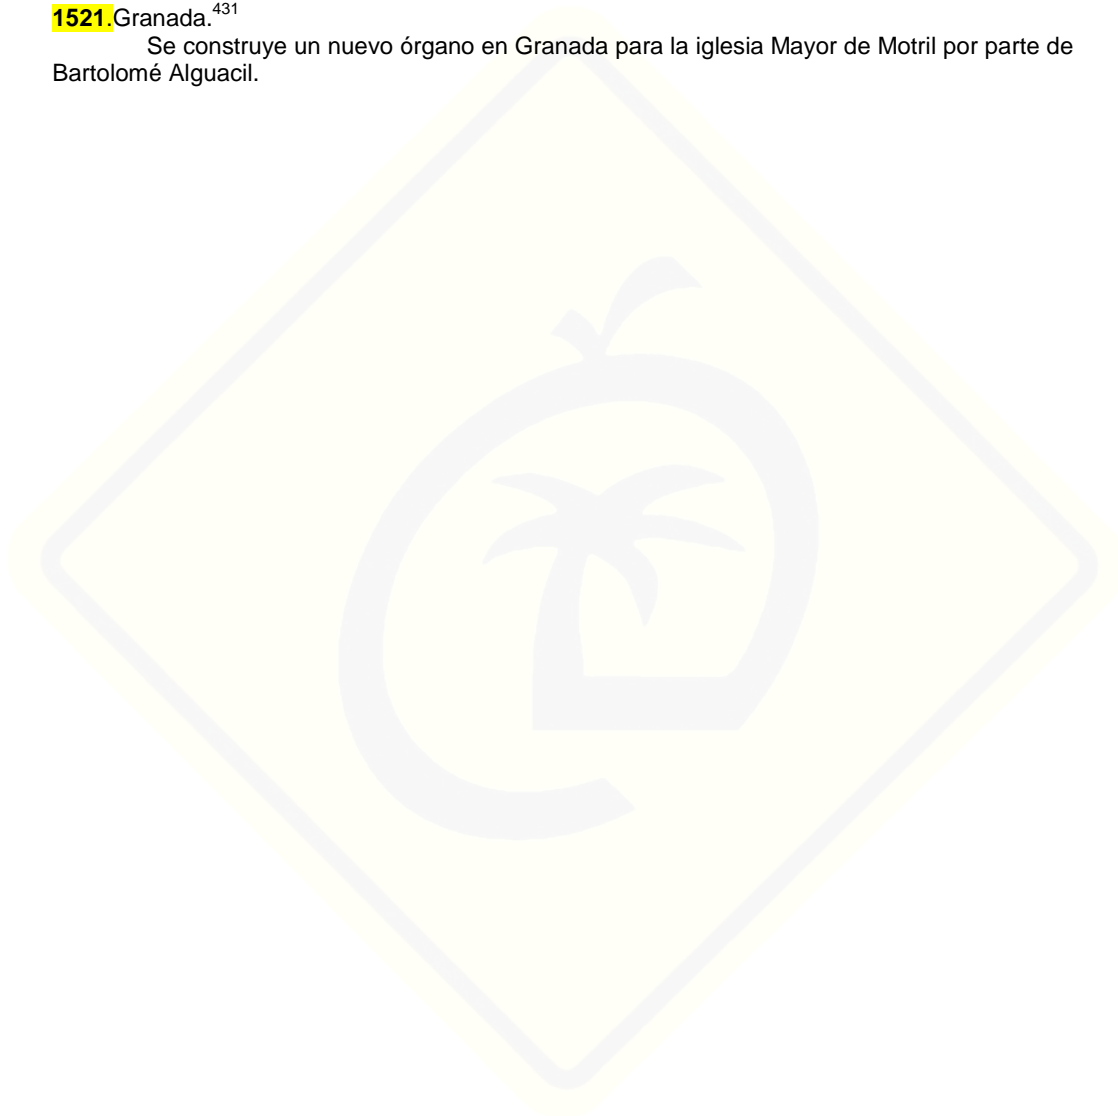 1521.Granada.431
Se construye un nuevo órgano en Granada para la iglesia Mayor de Motril por parte de
Bartolomé Alguacil.